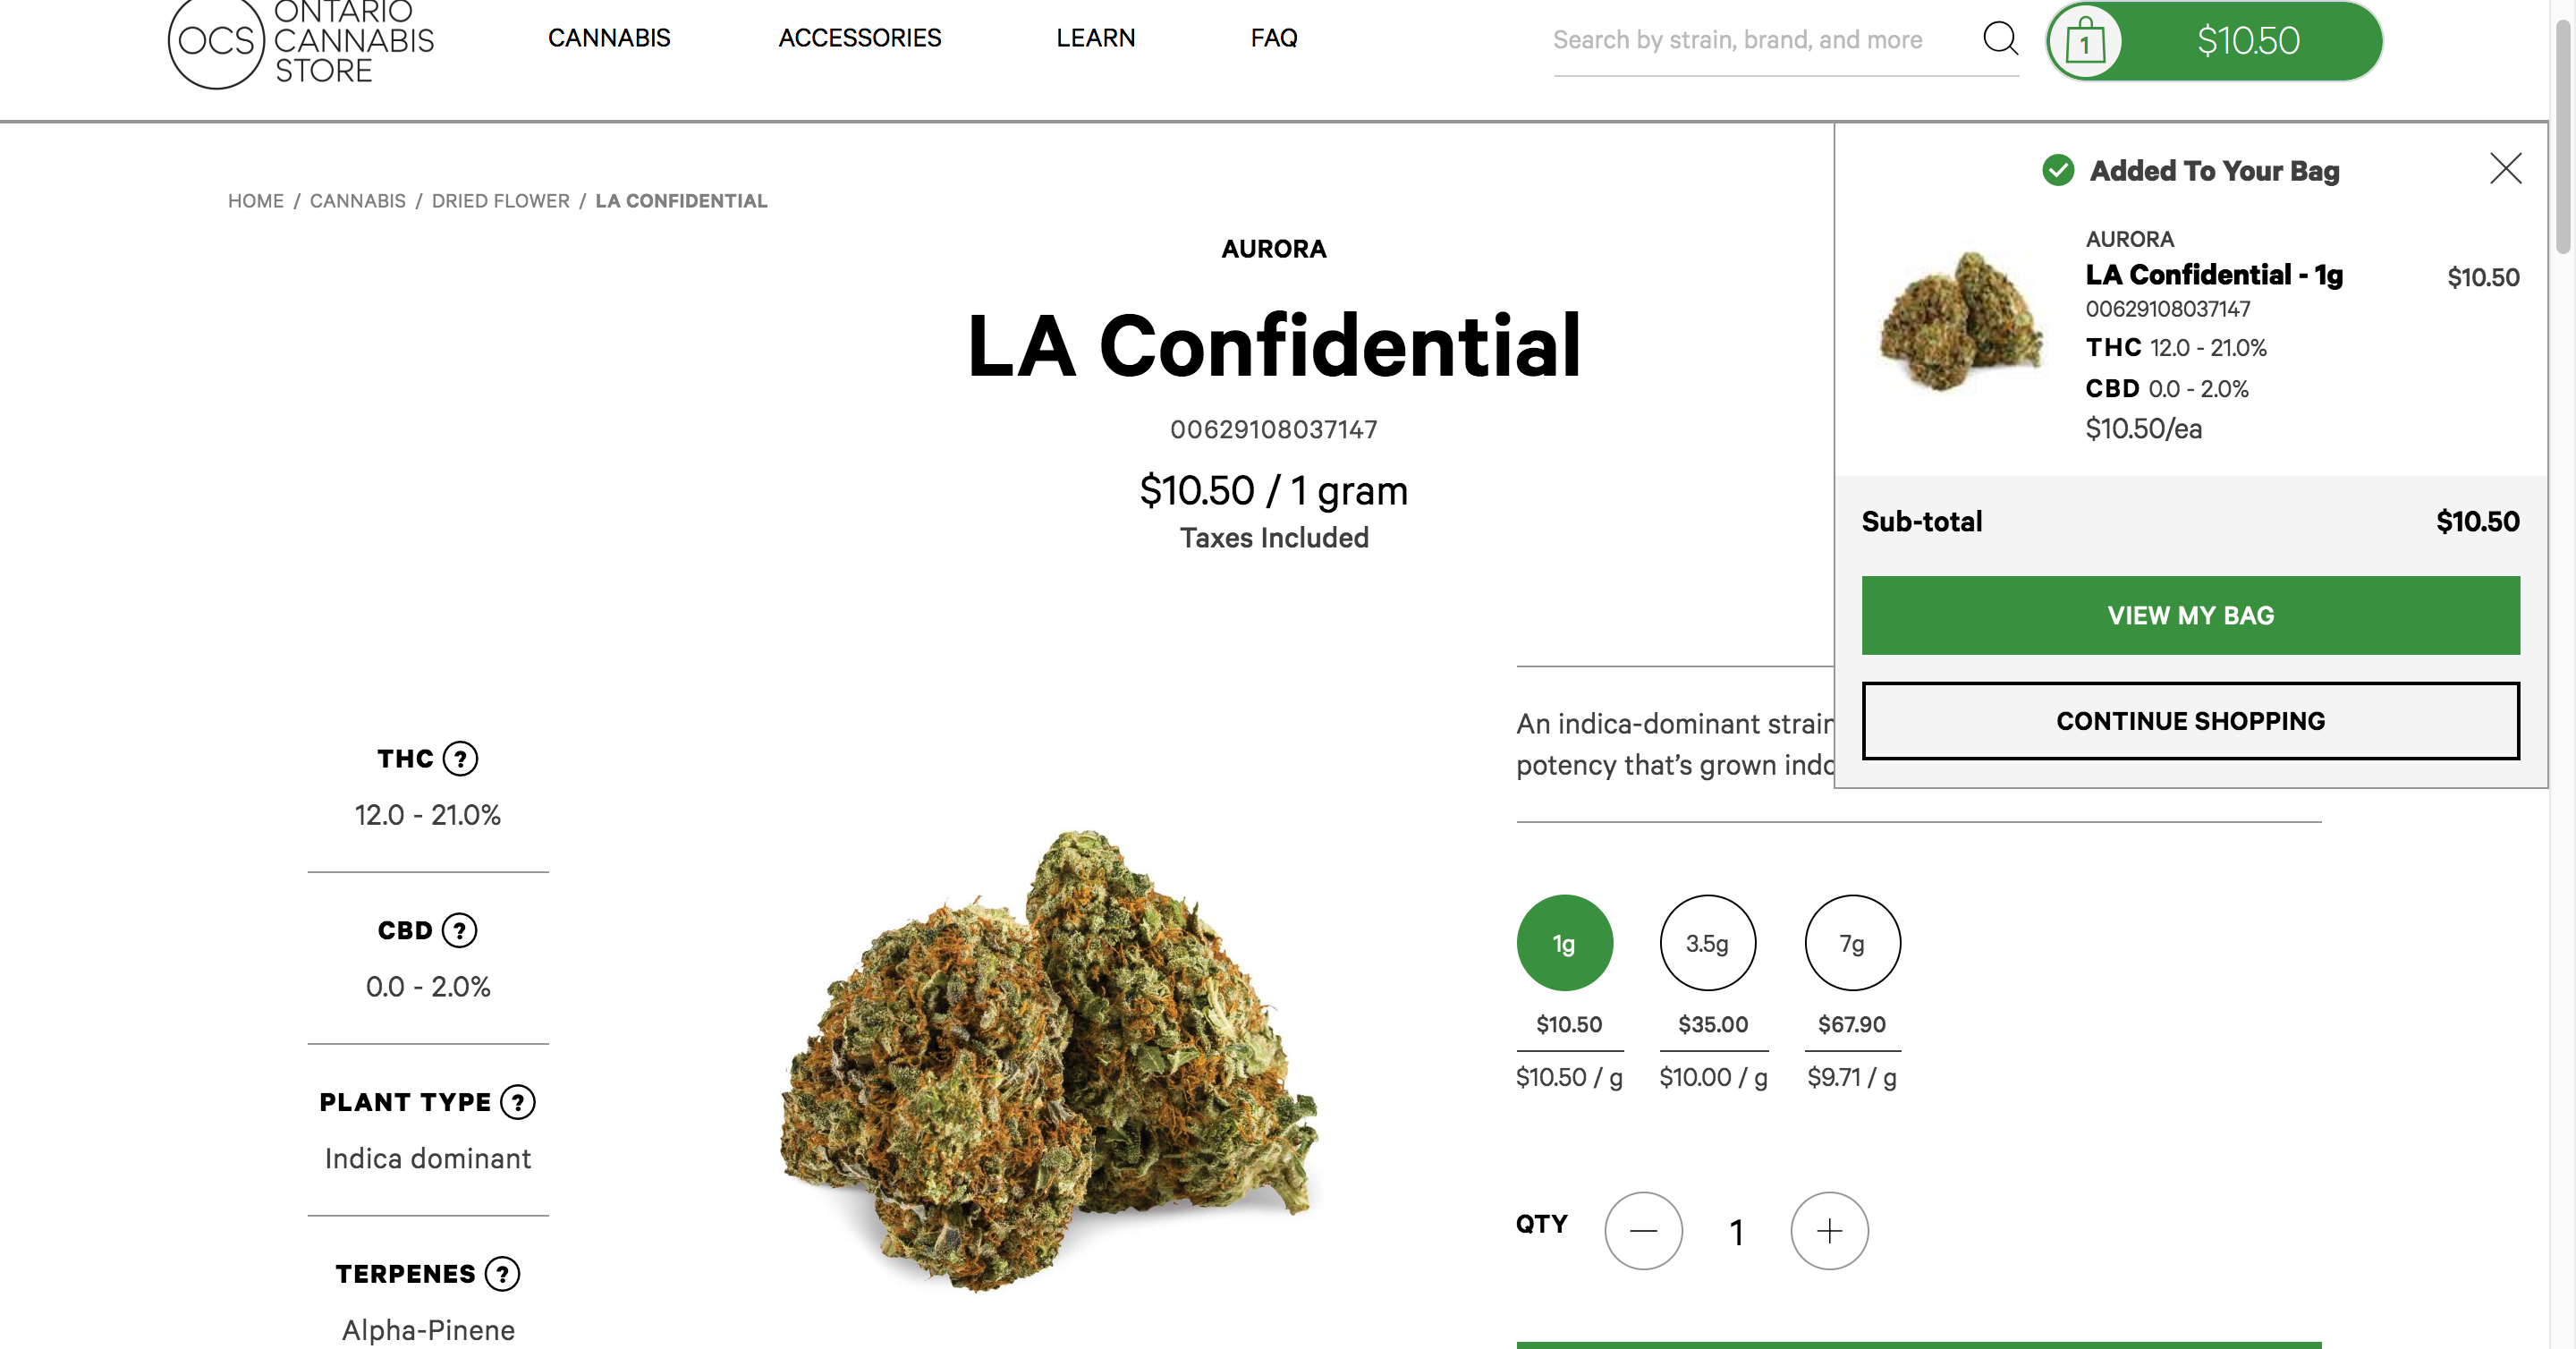 OCS
ONTARIO
CANNABIS
STORE
CANNABIS
ACCESSORIES
LEARN
FAQ
Search by strain, brand, and more
1
$10.50
HOME / CANNABIS / DRIED FLOWER / LA CONFIDENTIAL
AURORA
LA Confidential
00629108037147
$10.50 / 1 gram
Taxes Included
Added To Your Bag
AURORA
LA Confidential - 1g
$10.50
00629108037147
THC 12.0 - 21.0%
CBD 0.0 - 2.0%
$10.50/ea
Sub-total
$10.50
VIEW MY BAG
CONTINUE SHOPPING
THC ?
12.0 - 21.0%
CBD ?
0.0 - 2.0%
PLANT TYPE ?
Indica dominant
TERPENES ?
Alpha-Pinene
An indica-dominant strain
potency that's grown indo
1g
3.5g
7g
$10.50
$35.00
$67.90
$10.50 / g
$10.00 / g
$9.71 / g
QTY
1